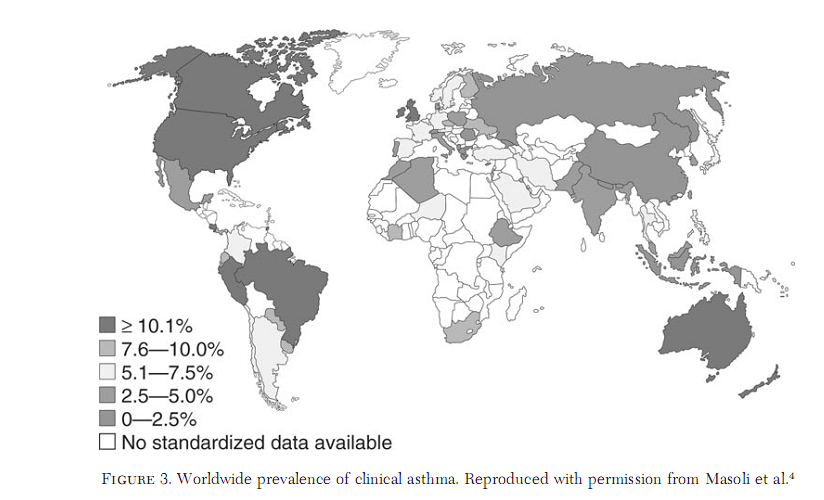 ≥ 10.1%
7.6—10.0%
5.1—7.5%
2.5—5.0%
0—2.5%
No standardized data available
FIGURE 3. Worldwide prevalence of clinical asthma. Reproduced with permission from Masoli et al.⁴